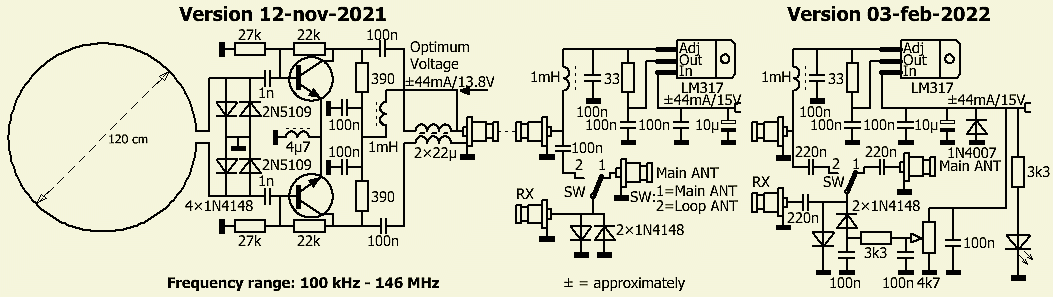 Version 12-nov-2021
Version 03-feb-2022
27k
22k
100n
Optimum
Voltage
±44mA/13.8V
1n
390
2N5109
100n
4µ7
1mH
2×22µ
120 cm
2N5109
100n
1n
390
4×1N4148
27k
22k
100n
1mH
33
Adj
Out
In
LM317
±44mA/15V
100n
100n
100n
10µ
100n
2
1
Main ANT
SW
SW:1=Main ANT
2=Loop ANT
RX
2×1N4148
1mH
33
Adj
Out
In
LM317
±44mA/15V
100n
100n
100n
10µ
1N4007
220n
2
1
220n
Main ANT
SW
3k3
RX
220n
2×1N4148
3k3
100n
100n
100n
4k7
Frequency range: 100 kHz - 146 MHz
± = approximately